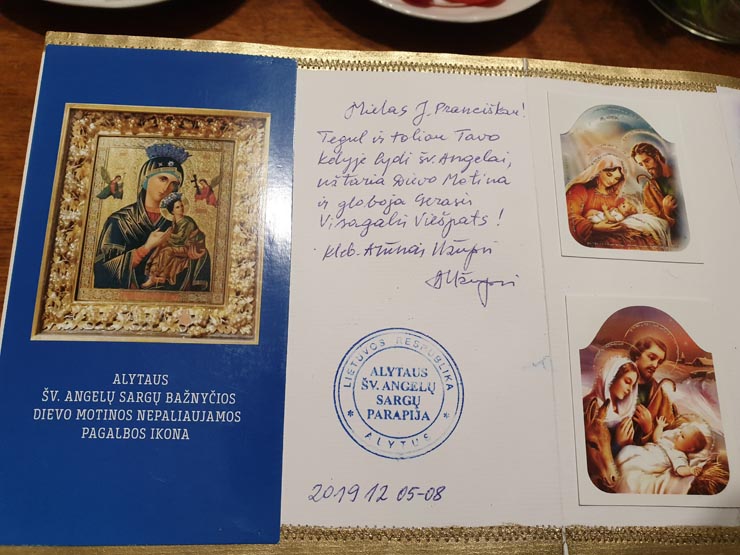 ALYTAUS
ŠV. ANGELŲ SARGŲ BAŽNYČIOS
DIEVO MOTINOS NEPALIAUJAMOS
PAGALBOS IKONA
Mielas J. Pranciškau!
Tegul ir toliau Tavo
kelyje lydi šv. Angelai,
užtaria Dievo Motina
ir globoja Gerasis
Visagalis Viešpats!
kleb. Arūnas Užupis
LIETUVOS RESPUBLIKA
ALYTAUS
ŠV. ANGELŲ
SARGŲ
PARAPIJA
ALYTUS
2019 12 05-08